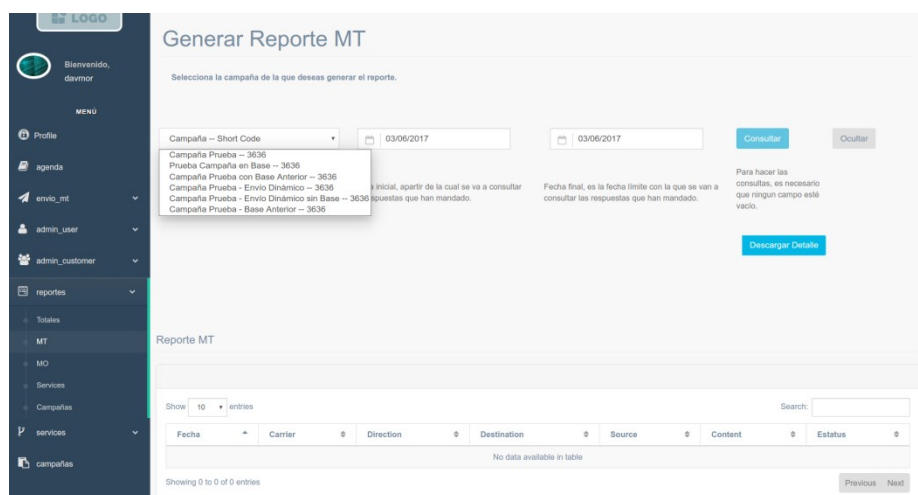 LOGO
Bienvenido,
davrnor
MENÚ
Profile
agenda
envio_mt
admin_user
admin_customer
reportes
Totales
MT
MO
Services
Campañas
services
campañas
Generar Reporte MT
Selecciona la campaña de la que deseas generar el reporte.
Campaña -- Short Code
03/06/2017
03/06/2017
Consultar
Ocultar
Campaña Prueba -- 3636
Prueba Campaña en Base -- 3636
Campaña Prueba con Base Anterior -- 3636
Campaña Prueba - Envío Dinámico -- 3636
Campaña Prueba - Envío Dinámico sin Base -- 3636
Campaña Prueba - Base Anterior -- 3636
inicial, apartir de la cual se va a consultar
spuestas que han mandado.
Fecha final, es la fecha límite con la que se van a
consultar las respuestas que han mandado.
Para hacer las
consultas, es necesario
que ningun campo esté
vacío.
Descargar Detalle
Reporte MT
Show 10 entries
Search:
Fecha Carrier Direction Destination Source Content Estatus
No data available in table
Showing 0 to 0 of 0 entries
Previous Next